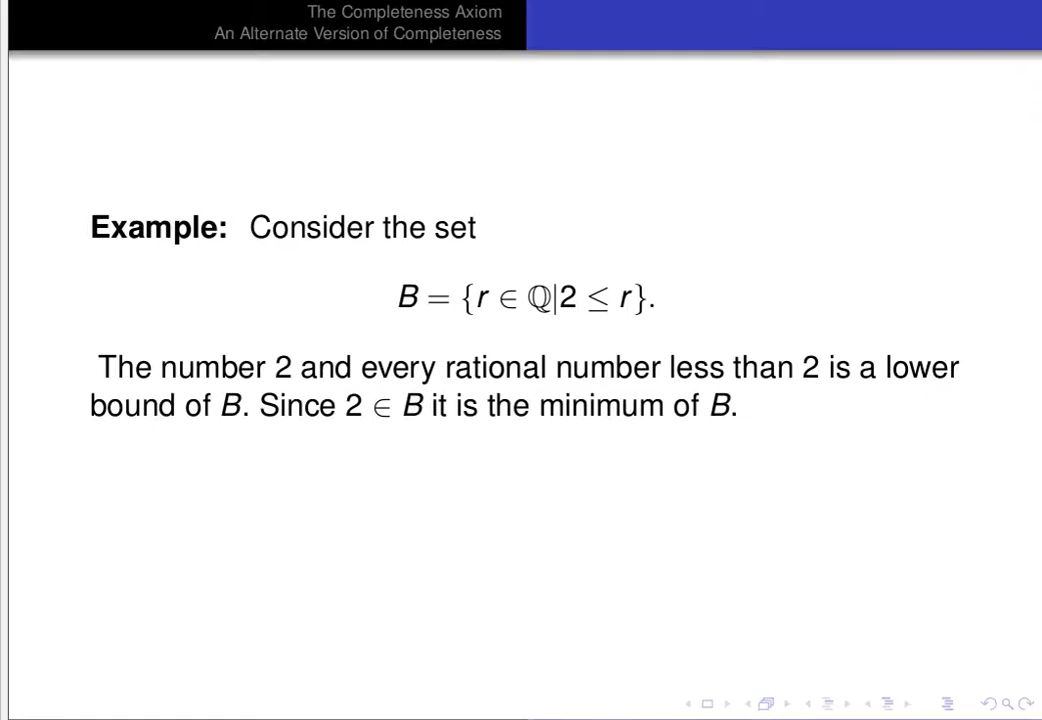 The Completeness Axiom
An Alternate Version of Completeness
Example: Consider the set
B = {r ∈ ℚ|2 ≤ r}.
The number 2 and every rational number less than 2 is a lower
bound of B. Since 2 ∈ B it is the minimum of B.